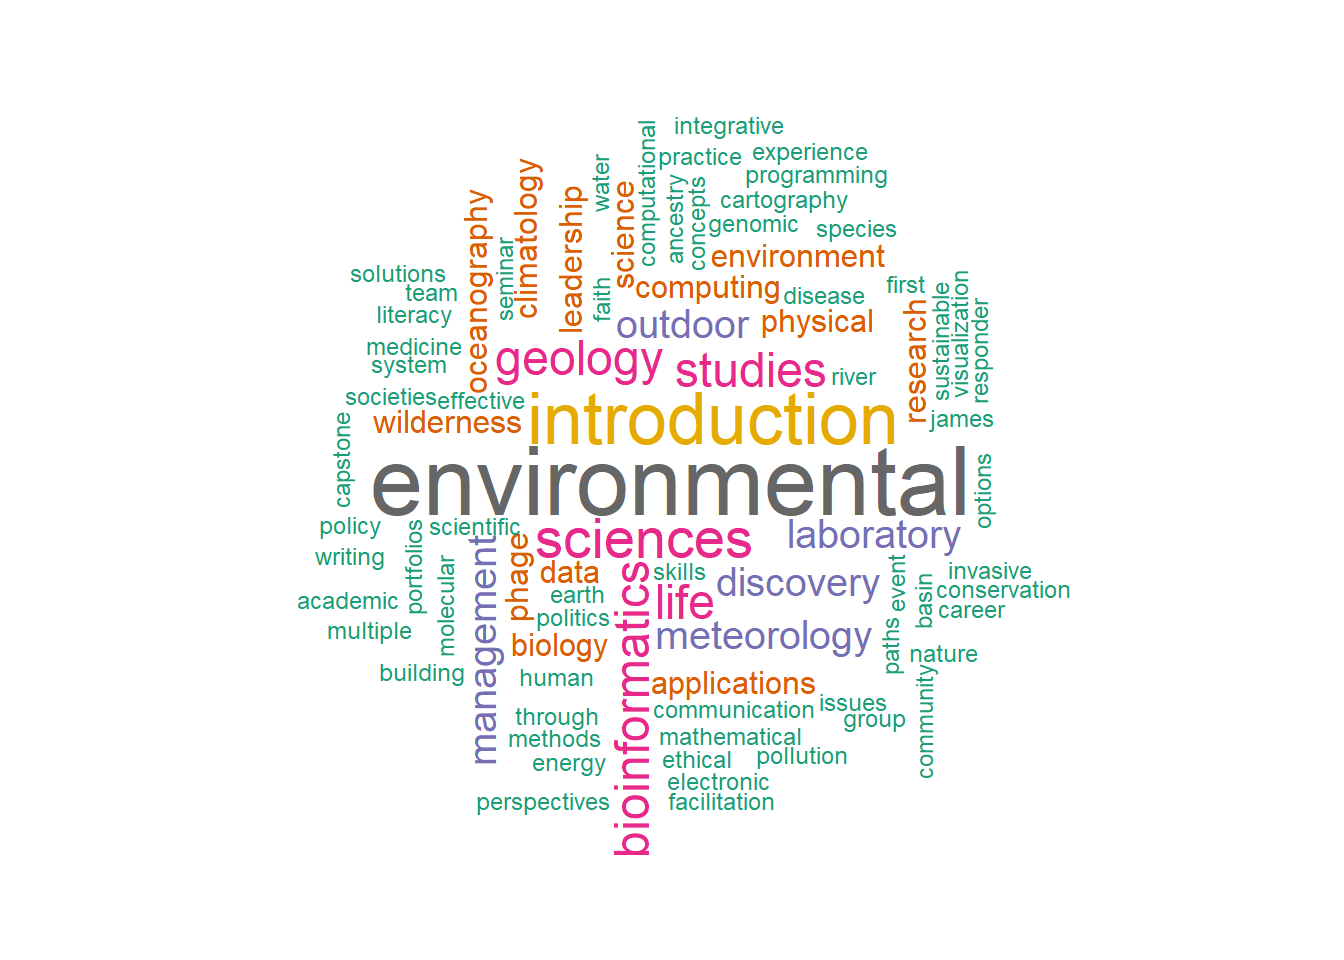 integrative
computational
practice
experience
water
ancestry
concepts
programming
climatology
science
cartography
oceanography
leadership
genomic
species
seminar
environment
solutions
team
faith
computing
disease
first
sustainable
visualization
responder
literacy
outdoor
physical
research
medicine
system
geology
studies
river
societies
effective
wilderness
introduction
james
capstone
environmental
options
policy
scientific
sciences
laboratory
writing
portfolios
management
phage
data
skills
discovery
event
invasive
molecular
earth
life
basin
conservation
academic
politics
career
multiple
biology
bioinformatics
meteorology
paths
nature
building
human
applications
community
communication
issues
through
group
methods
mathematical
energy
ethical
pollution
electronic
perspectives
facilitation